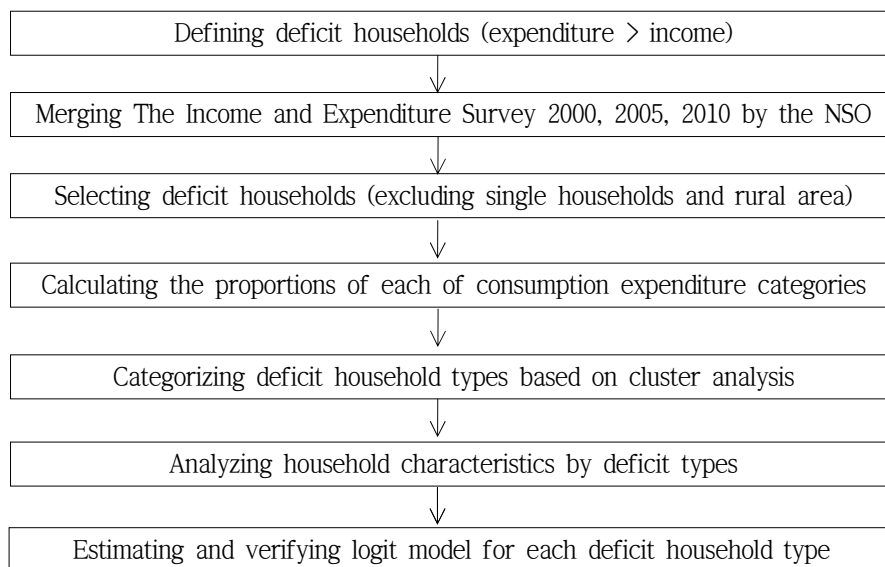 Defining deficit households (expenditure > income)
Merging The Income and Expenditure Survey 2000, 2005, 2010 by the NSO
Selecting deficit households (excluding single households and rural area)
Calculating the proportions of each of consumption expenditure categories
Categorizing deficit household types based on cluster analysis
Analyzing household characteristics by deficit types
Estimating and verifying logit model for each deficit household type